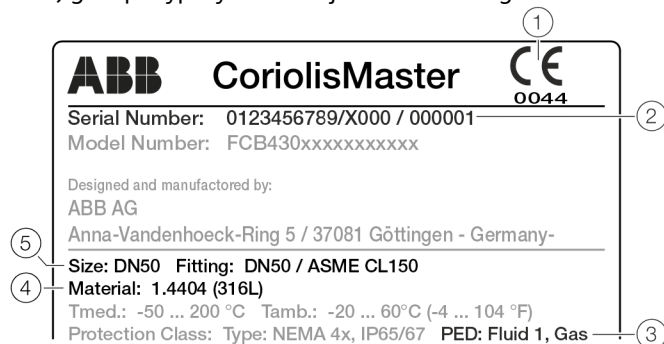 1
ABB CoriolisMaster CE
0044
Serial Number: 0123456789/X000 / 000001
2
Model Number: FCB430xxxxxxxxxxx
Designed and manufactored by:
ABB AG
Anna-Vandenhoeck-Ring 5 / 37081 Göttingen - Germany-
5
Size: DN50 Fitting: DN50 / ASME CL150
4
Material: 1.4404 (316L)
Tmed.: -50 ... 200 °C Tamb.: -20 ... 60°C (-4 ... 104 °F)
Protection Class: Type: NEMA 4x, IP65/67 PED: Fluid 1, Gas
3